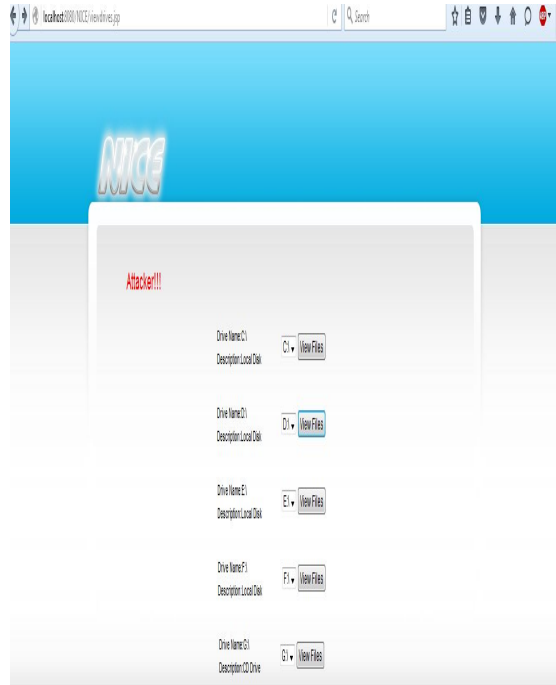 localhost:8080/NICE/viewdrives.jsp
Search
NICE
Attacker!!!
Drive Name:C:\
Description:Local Disk
C:\ View Files
Drive Name:D:\
Description:Local Disk
D:\ View Files
Drive Name:E:\
Description:Local Disk
E:\ View Files
Drive Name:F:\
Description:Local Disk
F:\ View Files
Drive Name:G:\
Description:CD Drive
G:\ View Files